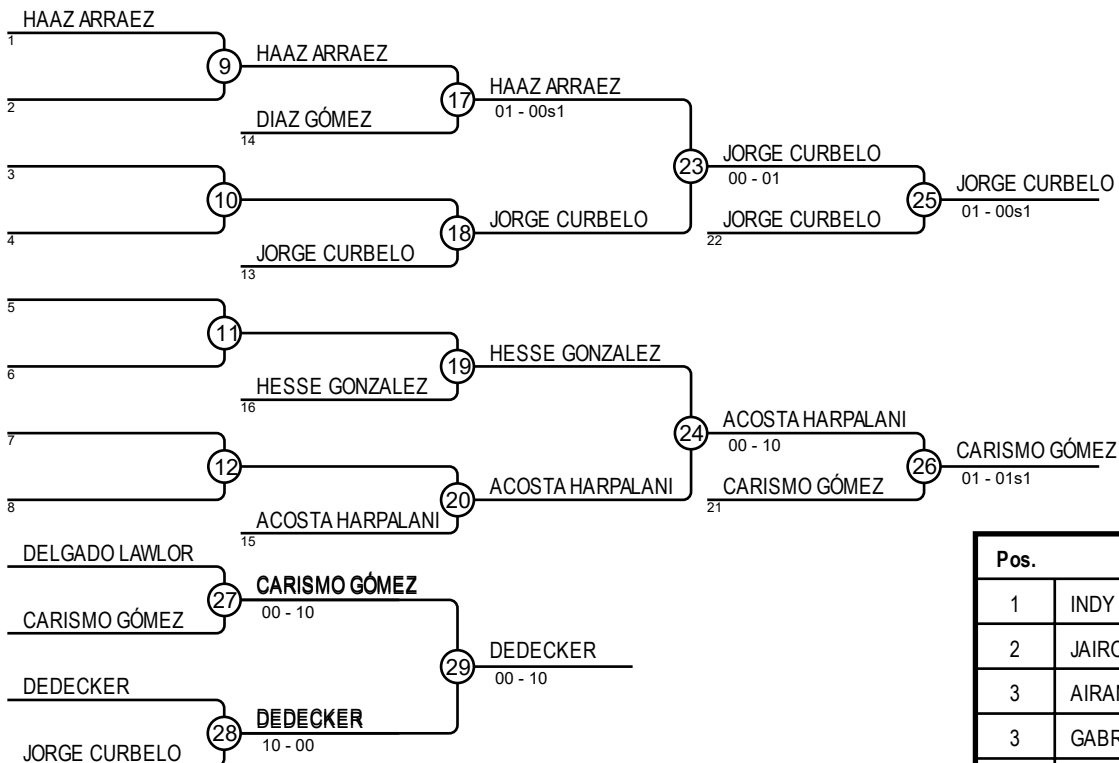 HAAZ ARRAEZ
1
9
HAAZ ARRAEZ
2
17
HAAZ ARRAEZ
01 - 00s1
DIAZ GÓMEZ
14
3
23
JORGE CURBELO
00 - 01
10
25
JORGE CURBELO
01 - 00s1
4
18
JORGE CURBELO
JORGE CURBELO
22
JORGE CURBELO
13
5
11
6
19
HESSE GONZALEZ
HESSE GONZALEZ
16
7
24
ACOSTA HARPALANI
00 - 10
12
26
CARISMO GÓMEZ
01 - 01s1
8
20
ACOSTA HARPALANI
CARISMO GÓMEZ
21
ACOSTA HARPALANI
15
DELGADO LAWLOR
27
CARISMO GÓMEZ
00 - 10
CARISMO GÓMEZ
29
DEDECKER
00 - 10
DEDECKER
28
DEDECKER
10 - 00
JORGE CURBELO
Pos.
1 INDY
2
3
3 GABR